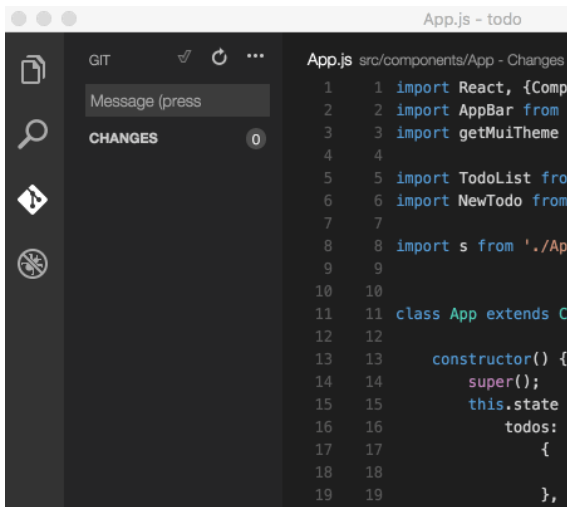 App.js - todo
GIT
Message (press
CHANGES 0
App.js src/components/App - Changes
1 1 import React, {Comp
2 2 import AppBar from
3 3 import getMuiTheme
4 4
5 5 import TodoList fro
6 6 import NewTodo from
7 7
8 8 import s from './Ap
9 9
10 10
11 11 class App extends C
12 12
13 13 constructor() {
14 14 super();
15 15 this.state
16 16 todos:
17 17 {
18 18
19 19 },